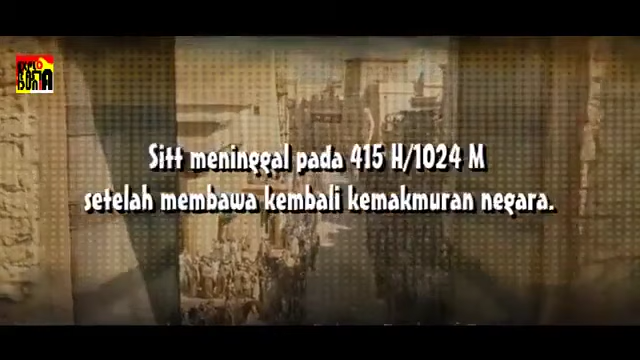 Sitt meninggal pada 415 H/1024 M
setelah membawa kembali kemakmuran negara.